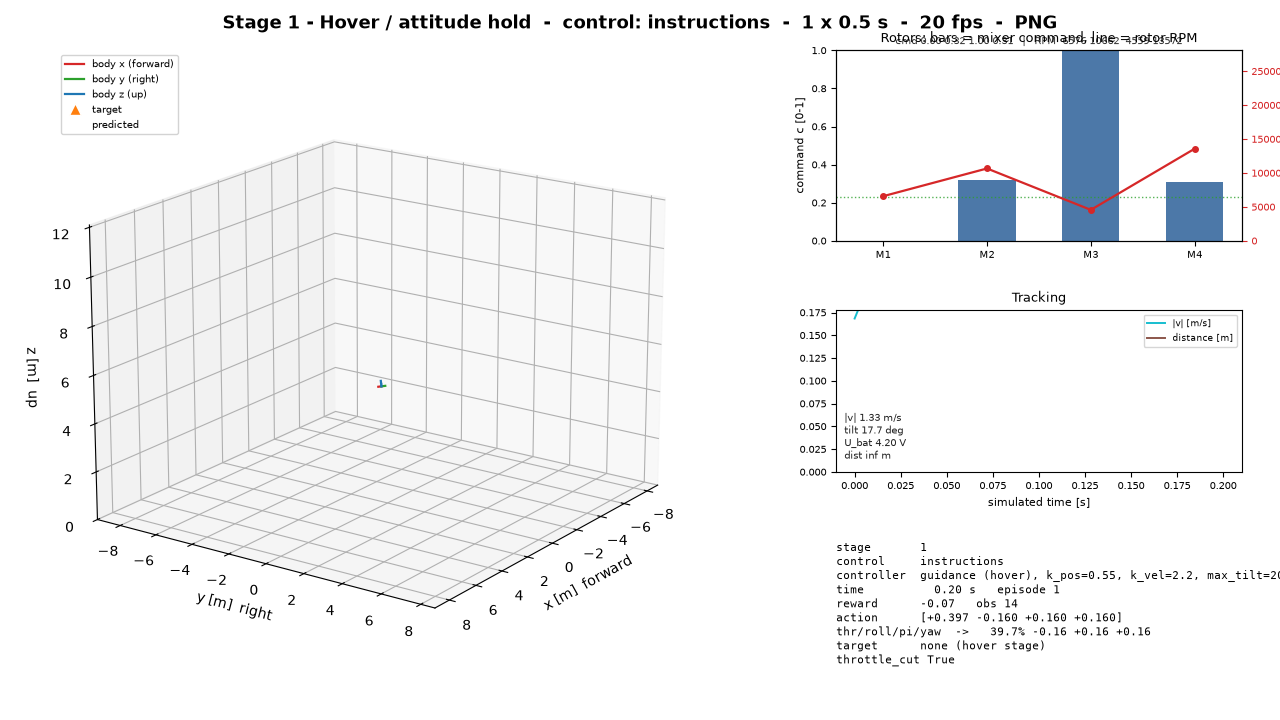 Stage 1 - Hover / attitude hold - control: instructions - 1 x 0.5 s - 20 fps - PNG
body x (forward)
body y (right)
body z (up)
target
predicted
12
10
8
6
4
2
0
z [m] up
−8
−6
−4
−2
0
2
4
6
8
y [m] right
8
6
4
2
0
−2
−4
−6
−8
x [m] forward
Rotors: bars = mixer command, line = rotor RPM
1.0
0.8
0.6
0.4
0.2
0.0
command c [0-1]
25000
20000
15000
10000
5000
0
M1
M2
M3
M4
Tracking
0.175
0.150
0.125
0.100
0.075
0.050
0.025
0.000
|v| [m/s]
distance [m]
|v| 1.33 m/s
tilt 17.7 deg
U_bat 4.20 V
dist inf m
0.000
0.025
0.050
0.075
0.100
0.125
0.150
0.175
0.200
simulated time [s]
stage 1
control instructions
controller guidance (hover), k_pos=0.55, k_vel=2.2, max_tilt=20
time 0.20 s episode 1
reward -0.07 obs 14
action [+0.397 -0.160 +0.160 +0.160]
thr/roll/pi/yaw -> 39.7% -0.16 +0.16 +0.16
target none (hover stage)
throttle_cut True